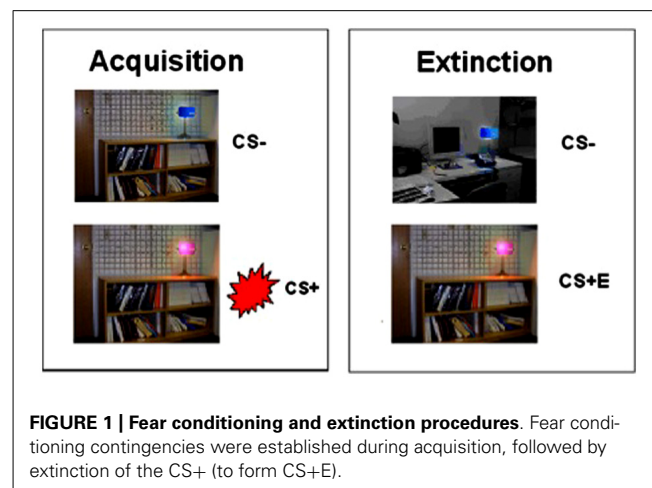 Acquisition
CS-
CS+
Extinction
CS-
CS+E
FIGURE 1 | Fear conditioning and extinction procedures. Fear condi-
tioning contingencies were established during acquisition, followed by
extinction of the CS+ (to form CS+E).